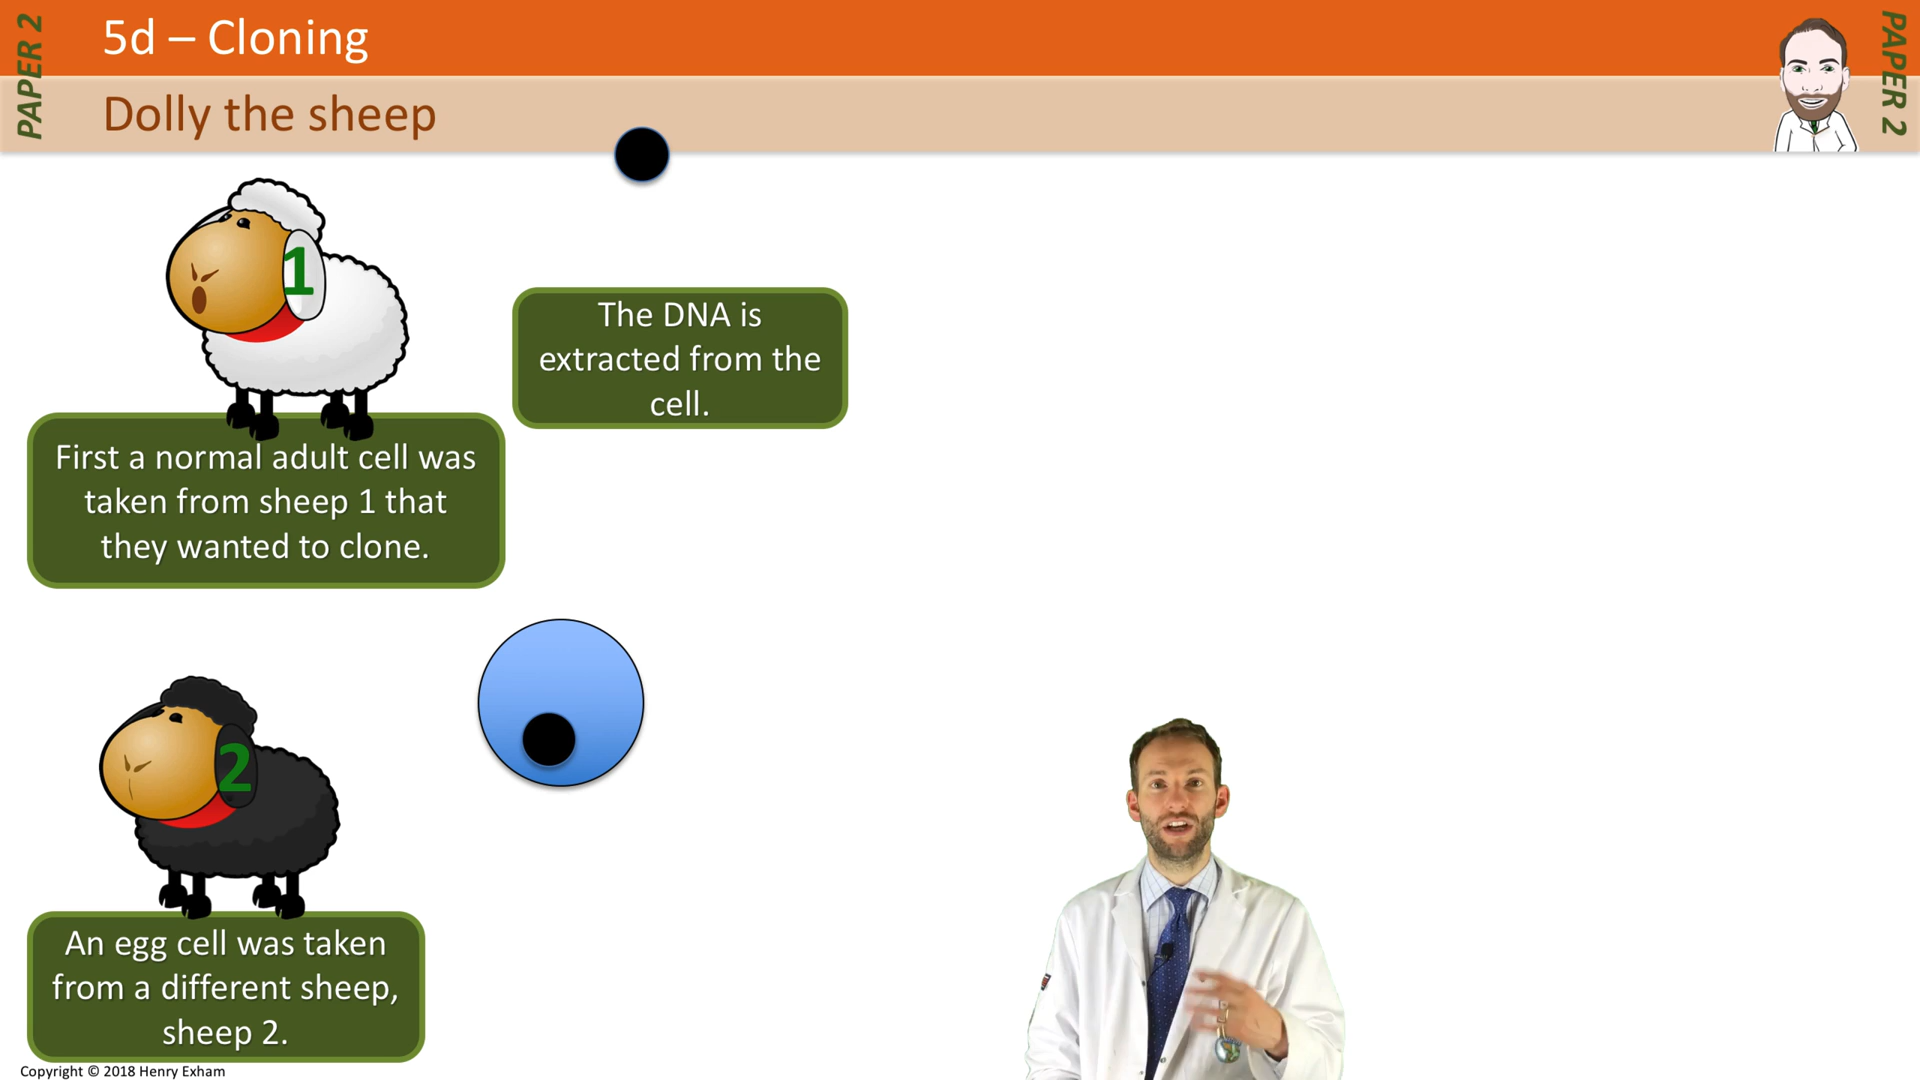 PAPER 2
5d – Cloning
PAPER 2
Dolly the sheep
1
The DNA is
extracted from the
cell.
First a normal adult cell was
taken from sheep 1 that
they wanted to clone.
2
An egg cell was taken
from a different sheep,
sheep 2.
Copyright © 2018 Henry Exham